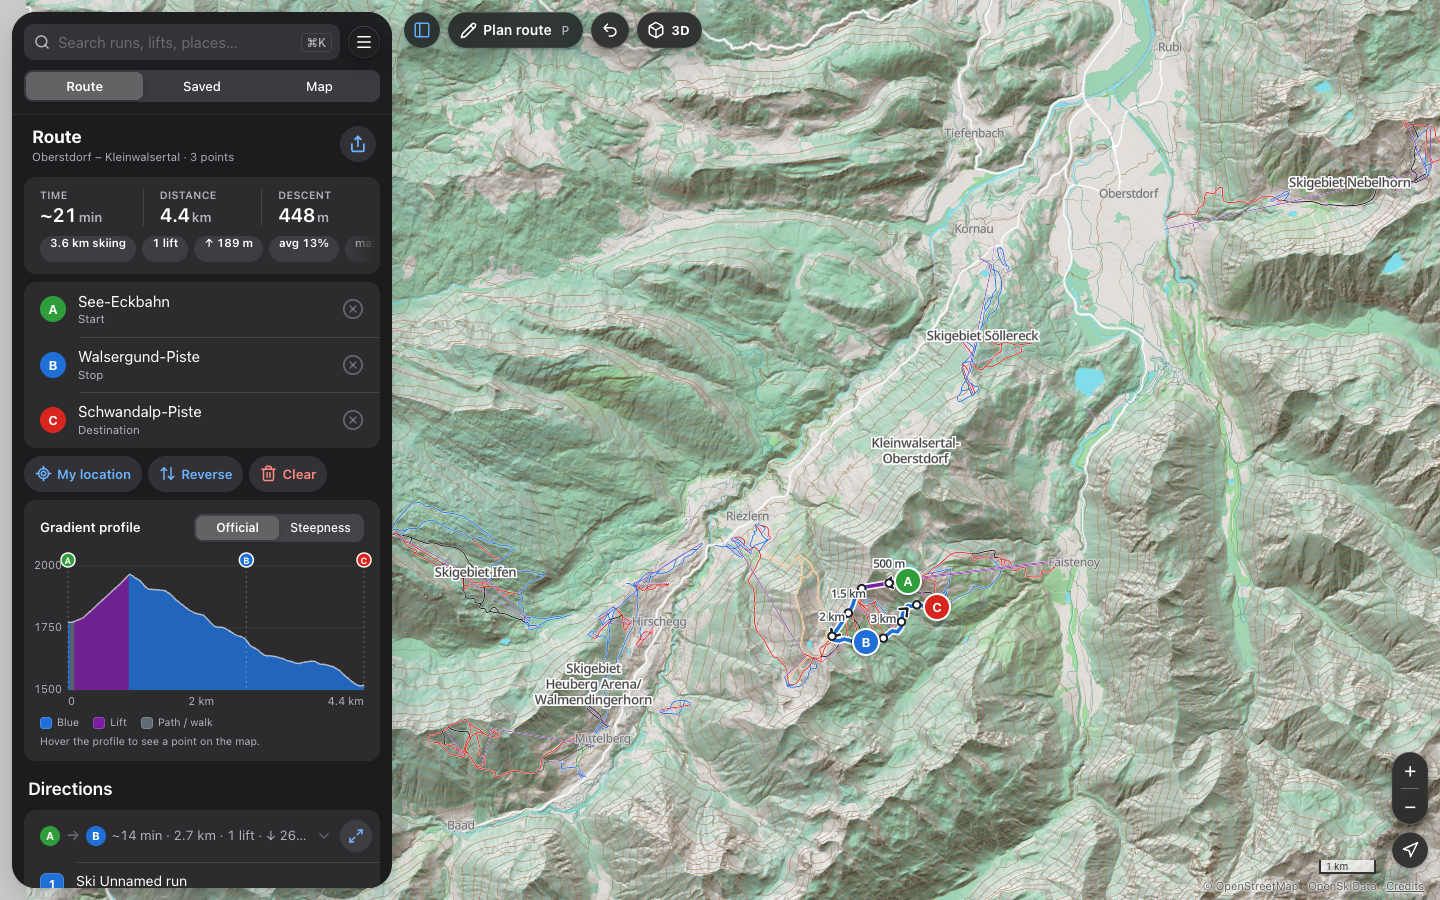 Search runs, lifts, places...
⌘K
Plan route P
3D
Route
Saved
Map
Route
Oberstdorf – Kleinwalsertal · 3 points
TIME
~21 min
DISTANCE
4.4 km
DESCENT
448 m
3.6 km skiing
1 lift
↑ 189 m
avg 13%
A
See-Eckbahn
Start
B
Walsergund-Piste
Stop
C
Schwandalp-Piste
Destination
My location
Reverse
Clear
Gradient profile
Official
Steepness
A
B
C
2000
1750
1500
0
2 km
4.4 km
Blue
Lift
Path / walk
Hover the profile to see a point on the map.
Directions
A → B ~14 min · 2.7 km · 1 lift · ↓ 26...
1
Ski Unnamed run
Rubi
Tiefenbach
Skigebiet Nebelhorn
Oberstdorf
Kornau
Skigebiet Söllereck
Kleinwalsertal-
Oberstdorf
Riezlern
Skigebiet Ifen
500 m
A
Faistenoy
1.5 km
C
2 km
3 km
Hirschegg
B
Skigebiet
Heuberg Arena/
Walmendingerhorn
Mittelberg
Baad
+
−
1 km
© OpenStreetMap · OpenSkiData · Credits